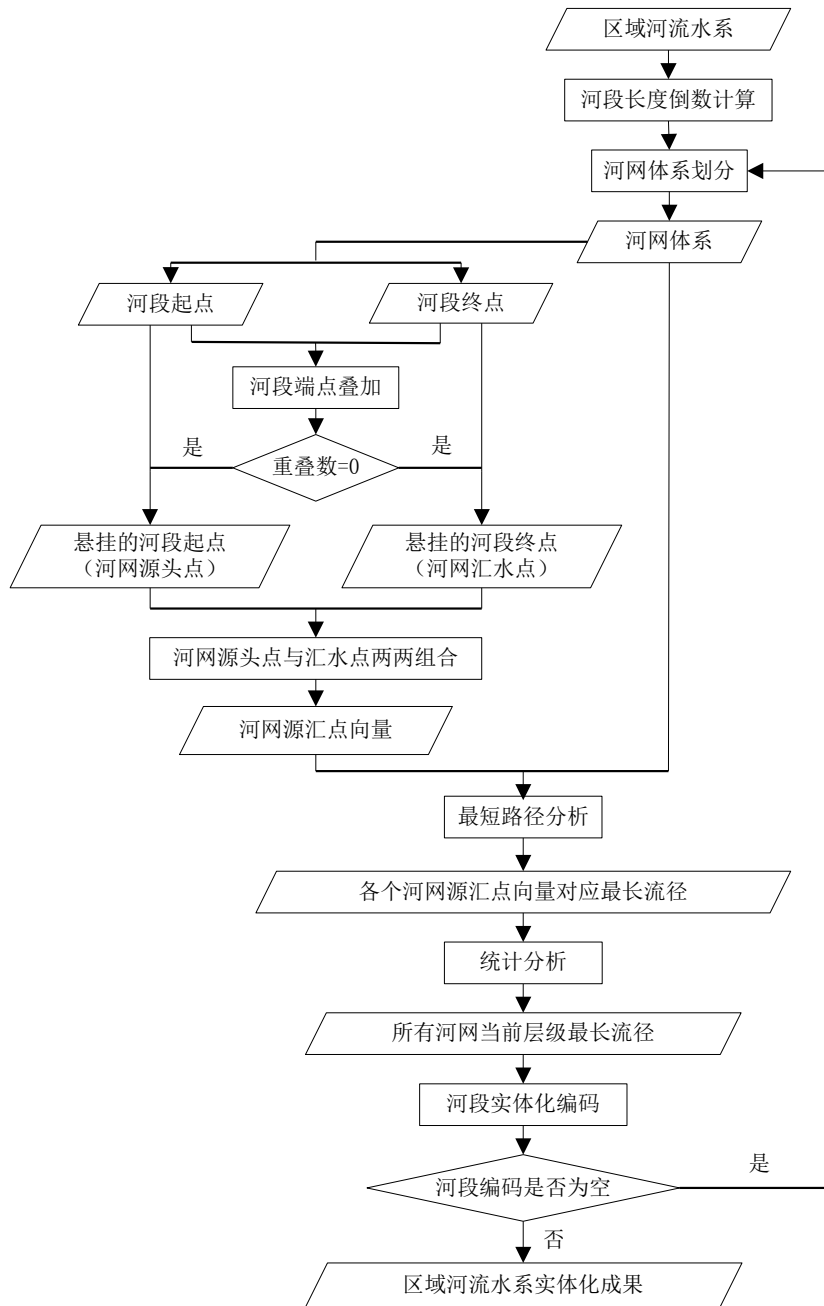 区域河流水系
河段长度倒数计算
河网体系划分
河网体系
河段起点
河段终点
河段端点叠加
是
重叠数=0
是
悬挂的河段起点
(河网源头点)
悬挂的河段终点
(河网汇水点)
河网源头点与汇水点两两组合
河网源汇点向量
最短路径分析
各个河网源汇点向量对应最长流径
统计分析
所有河网当前层级最长流径
河段实体化编码
河段编码是否为空
是
否
区域河流水系实体化成果